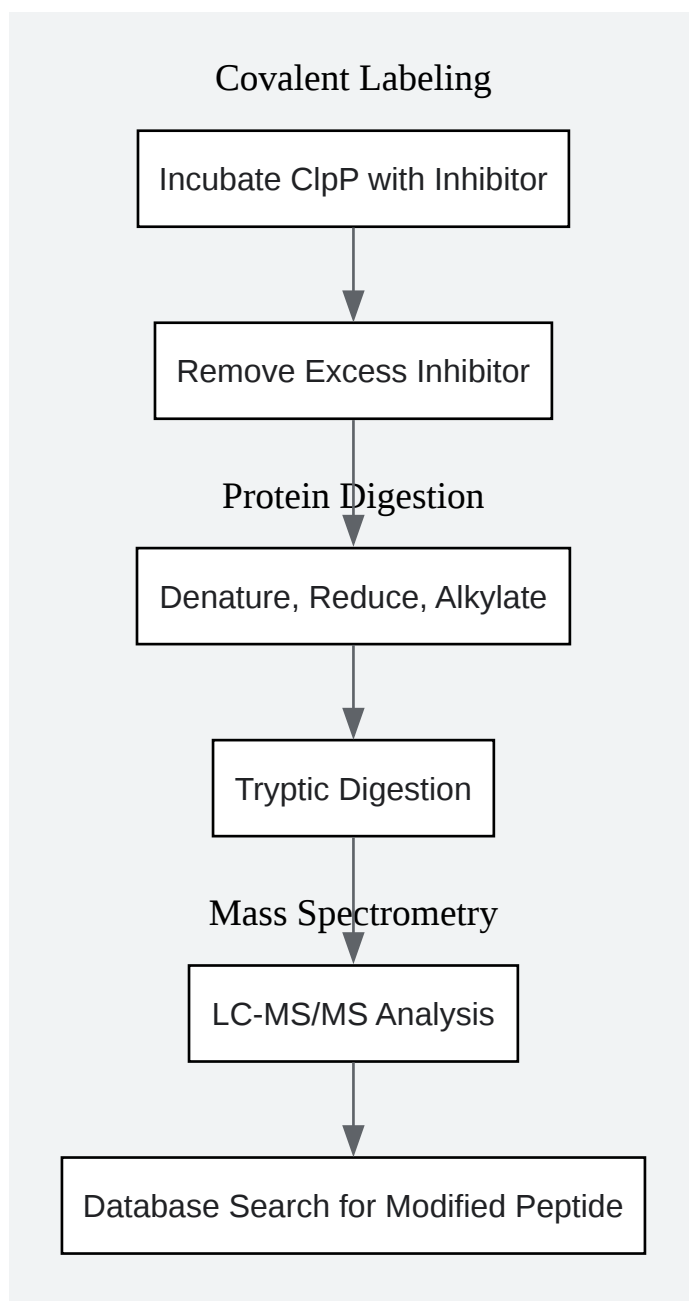 Covalent Labeling
Incubate ClpP with Inhibitor
Remove Excess Inhibitor
Protein Digestion
Denature, Reduce, Alkylate
Tryptic Digestion
Mass Spectrometry
LC-MS/MS Analysis
Database Search for Modified Peptide